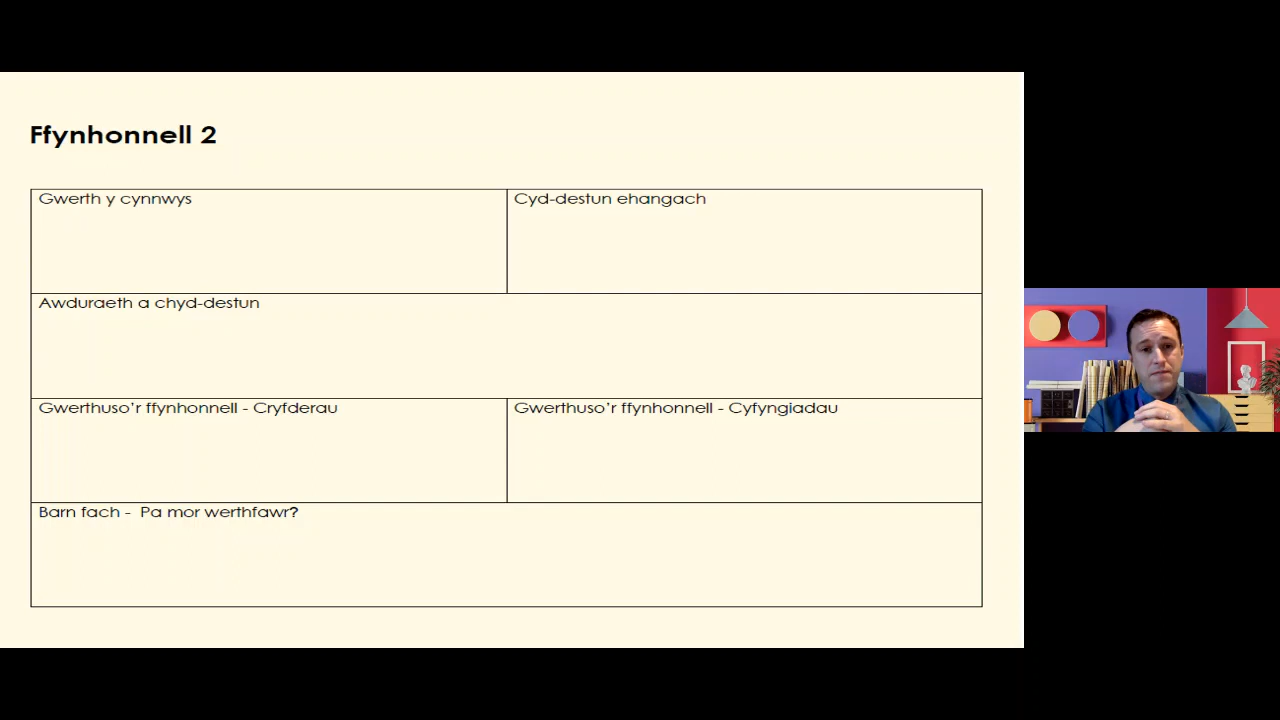 Ffynhonnell 2
Gwerth y cynnwys
Cyd-destun ehangach
Awduraeth a chyd-destun
Gwerthuso'r ffynhonnell - Cryfderau
Gwerthuso'r ffynhonnell - Cyfyngiadau
Barn fach - Pa mor werthfawr?